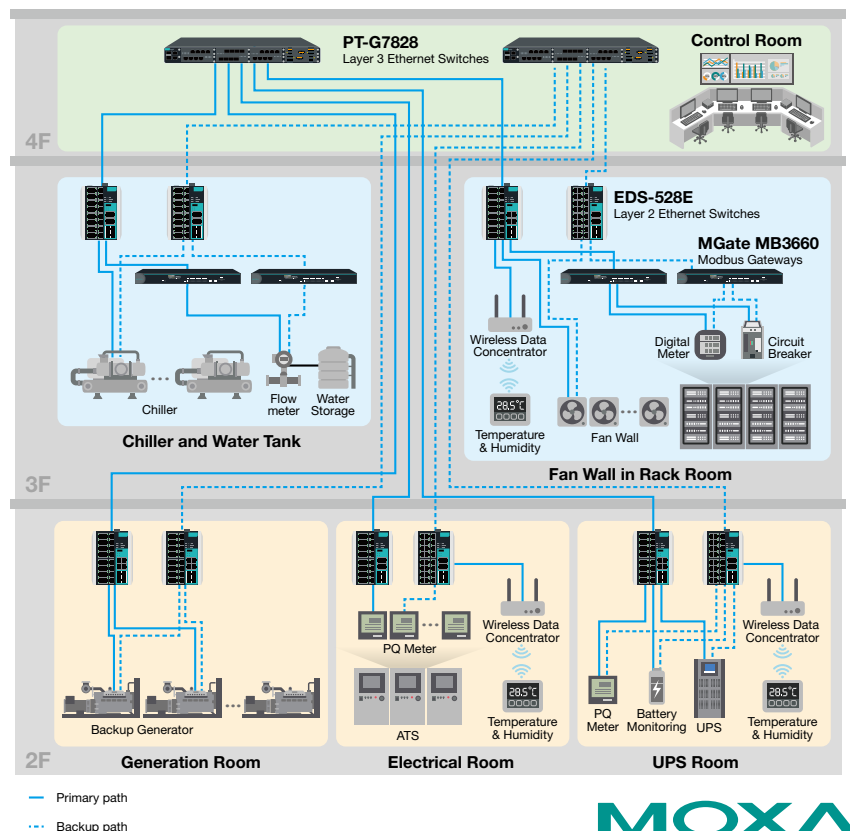 PT-G7828
Layer 3 Ethernet Switches
Control Room
4F
EDS-528E
Layer 2 Ethernet Switches
MGate MB3660
Modbus Gateways
Wireless Data
Concentrator
Digital
Meter
Circuit
Breaker
Chiller
Flow
meter
Water
Storage
28.5°C
Temperature
& Humidity
Fan Wall
Chiller and Water Tank
Fan Wall in Rack Room
3F
PQ Meter
Wireless Data
Concentrator
Wireless Data
Concentrator
28.5°C
28.5°C
Backup Generator
ATS
Temperature
& Humidity
PQ
Meter
Battery
Monitoring
UPS
Temperature
& Humidity
2F
Generation Room
Electrical Room
UPS Room
Primary path
Backup path
MOXA